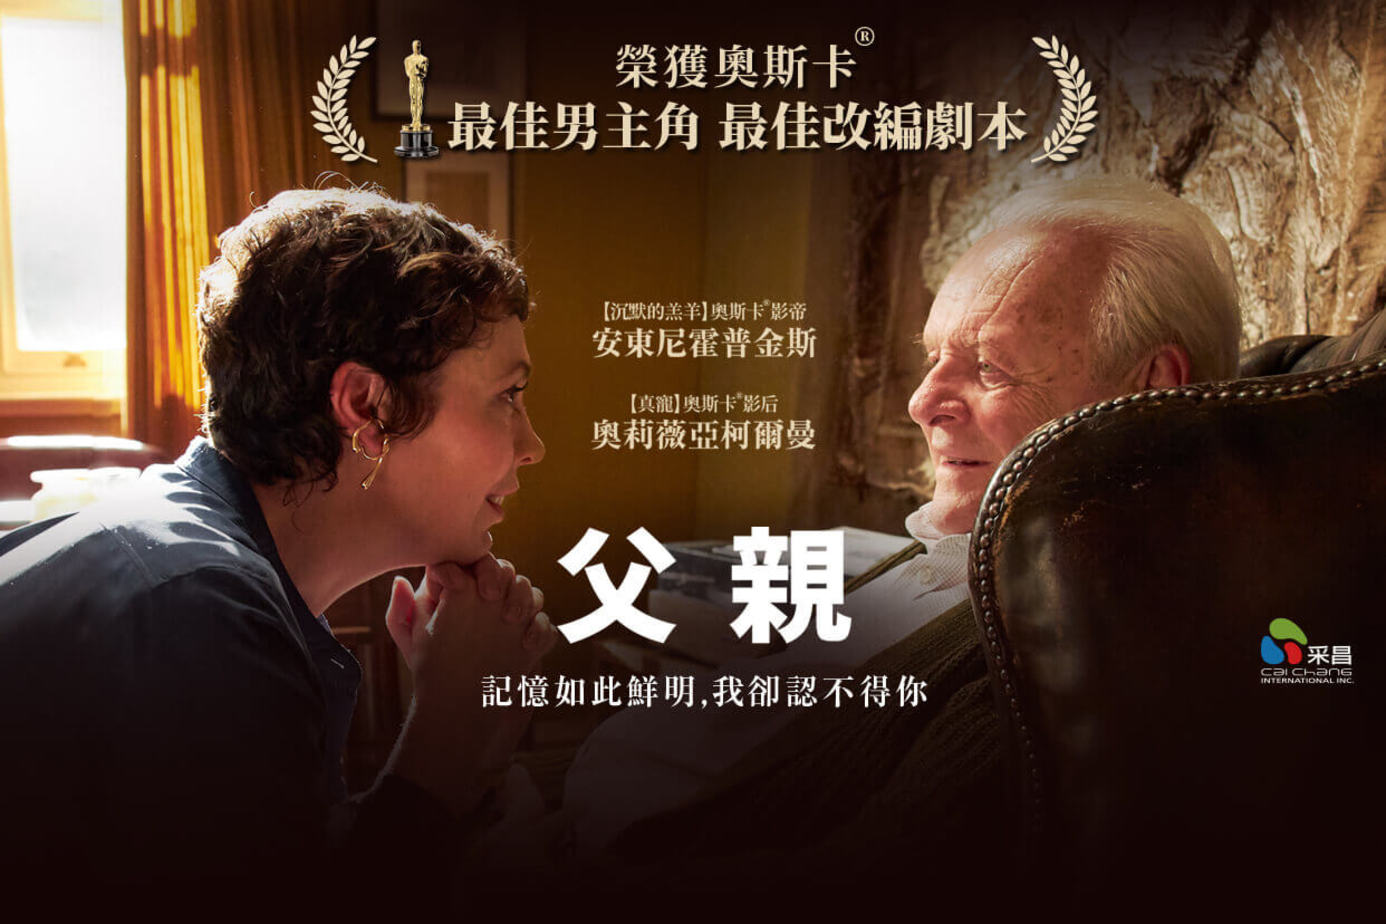 榮獲奧斯卡®
最佳男主角 最佳改編劇本
【沉默的羔羊】奧斯卡®影帝
安東尼霍普金斯
【真寵】奧斯卡®影后
奧莉薇亞柯爾曼
父親
記憶如此鮮明,我卻認不得你
采昌
cai chang
INTERNATIONAL INC.